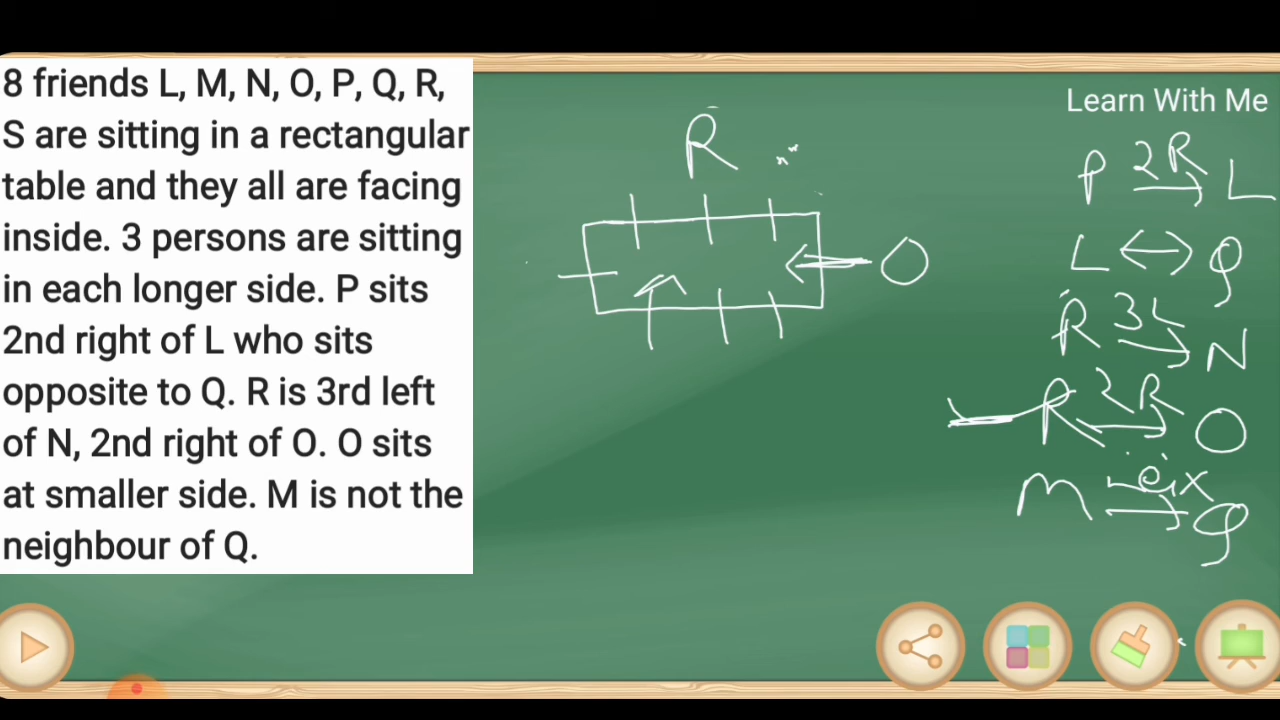 8 friends L, M, N, O, P, Q, R,
S are sitting in a rectangular
table and they all are facing
inside. 3 persons are sitting
in each longer side. P sits
2nd right of L who sits
opposite to Q. R is 3rd left
of N, 2nd right of O. O sits
at smaller side. M is not the
neighbour of Q.
R
O
Learn With Me
P 2R L
L Q
R 3L N
R 2R O
M Q